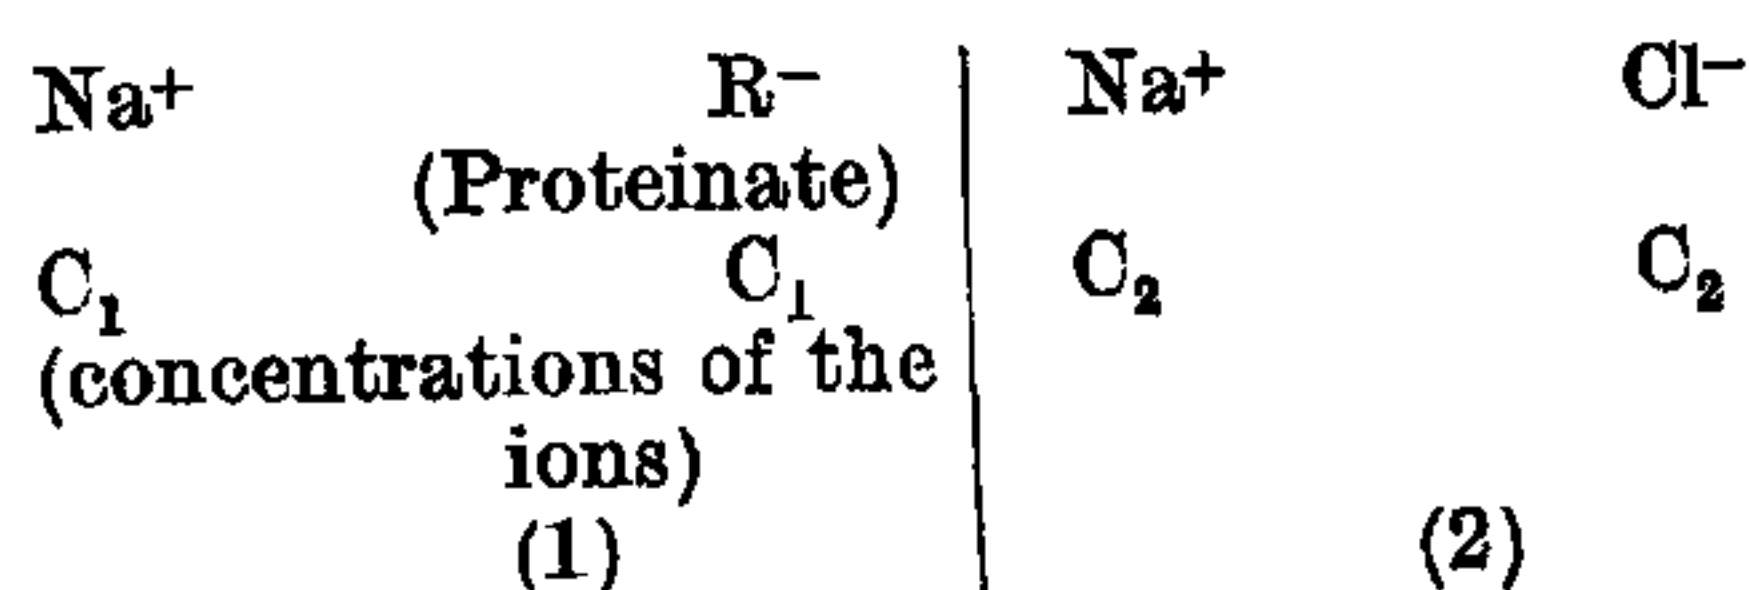 Na⁺ R⁻ Na⁺ Cl⁻
(Proteinate)
C₁ C₁ C₂ C₂
(concentrations of the
ions)
(1) (2)